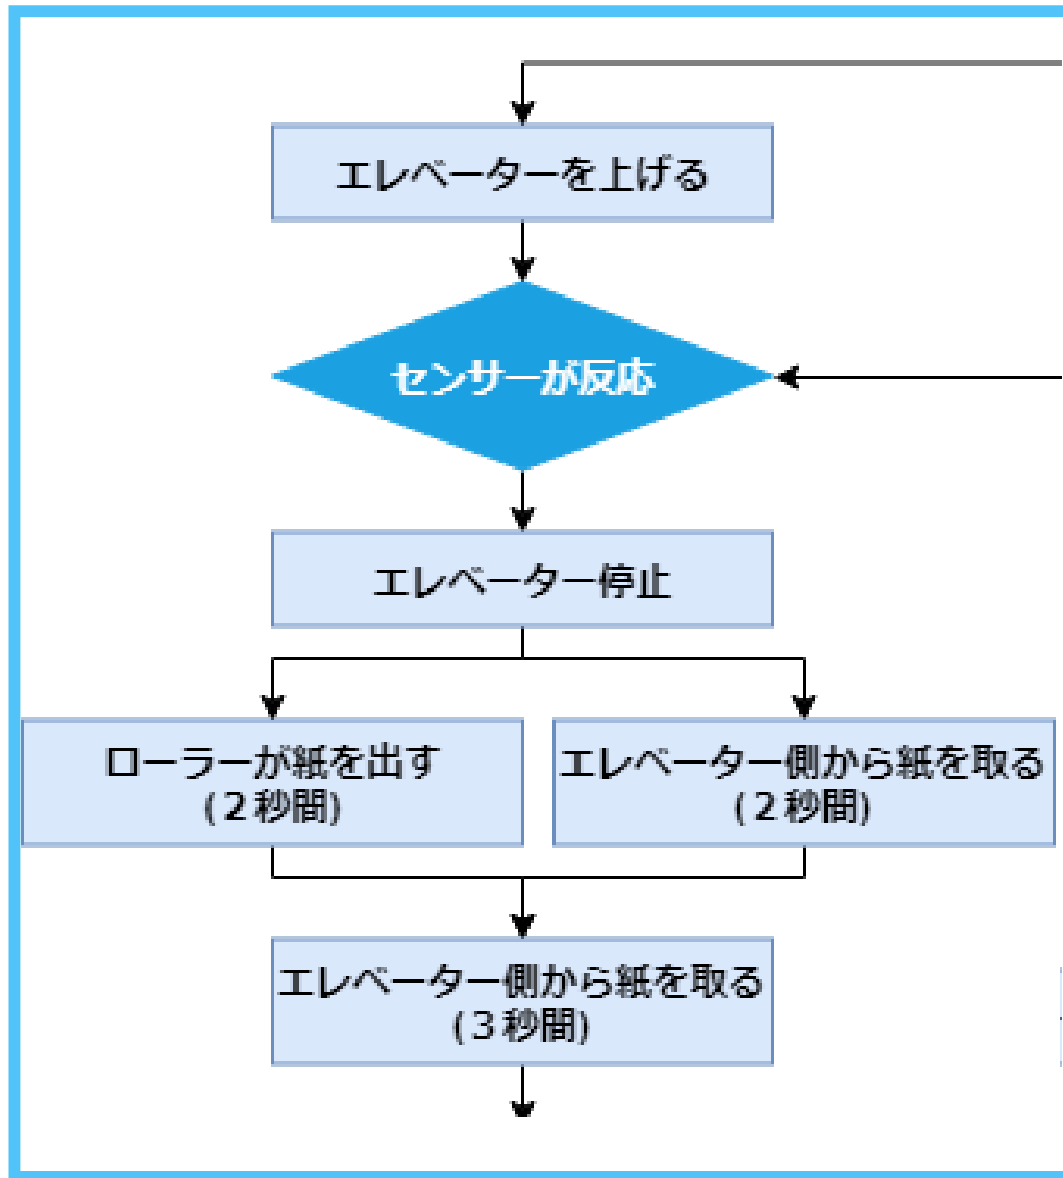 エレベーターを上げる
センサーが反応
エレベーター停止
ローラーが紙を出す
(２秒間)
エレベーター側から紙を取る
(２秒間)
エレベーター側から紙を取る
(３秒間)